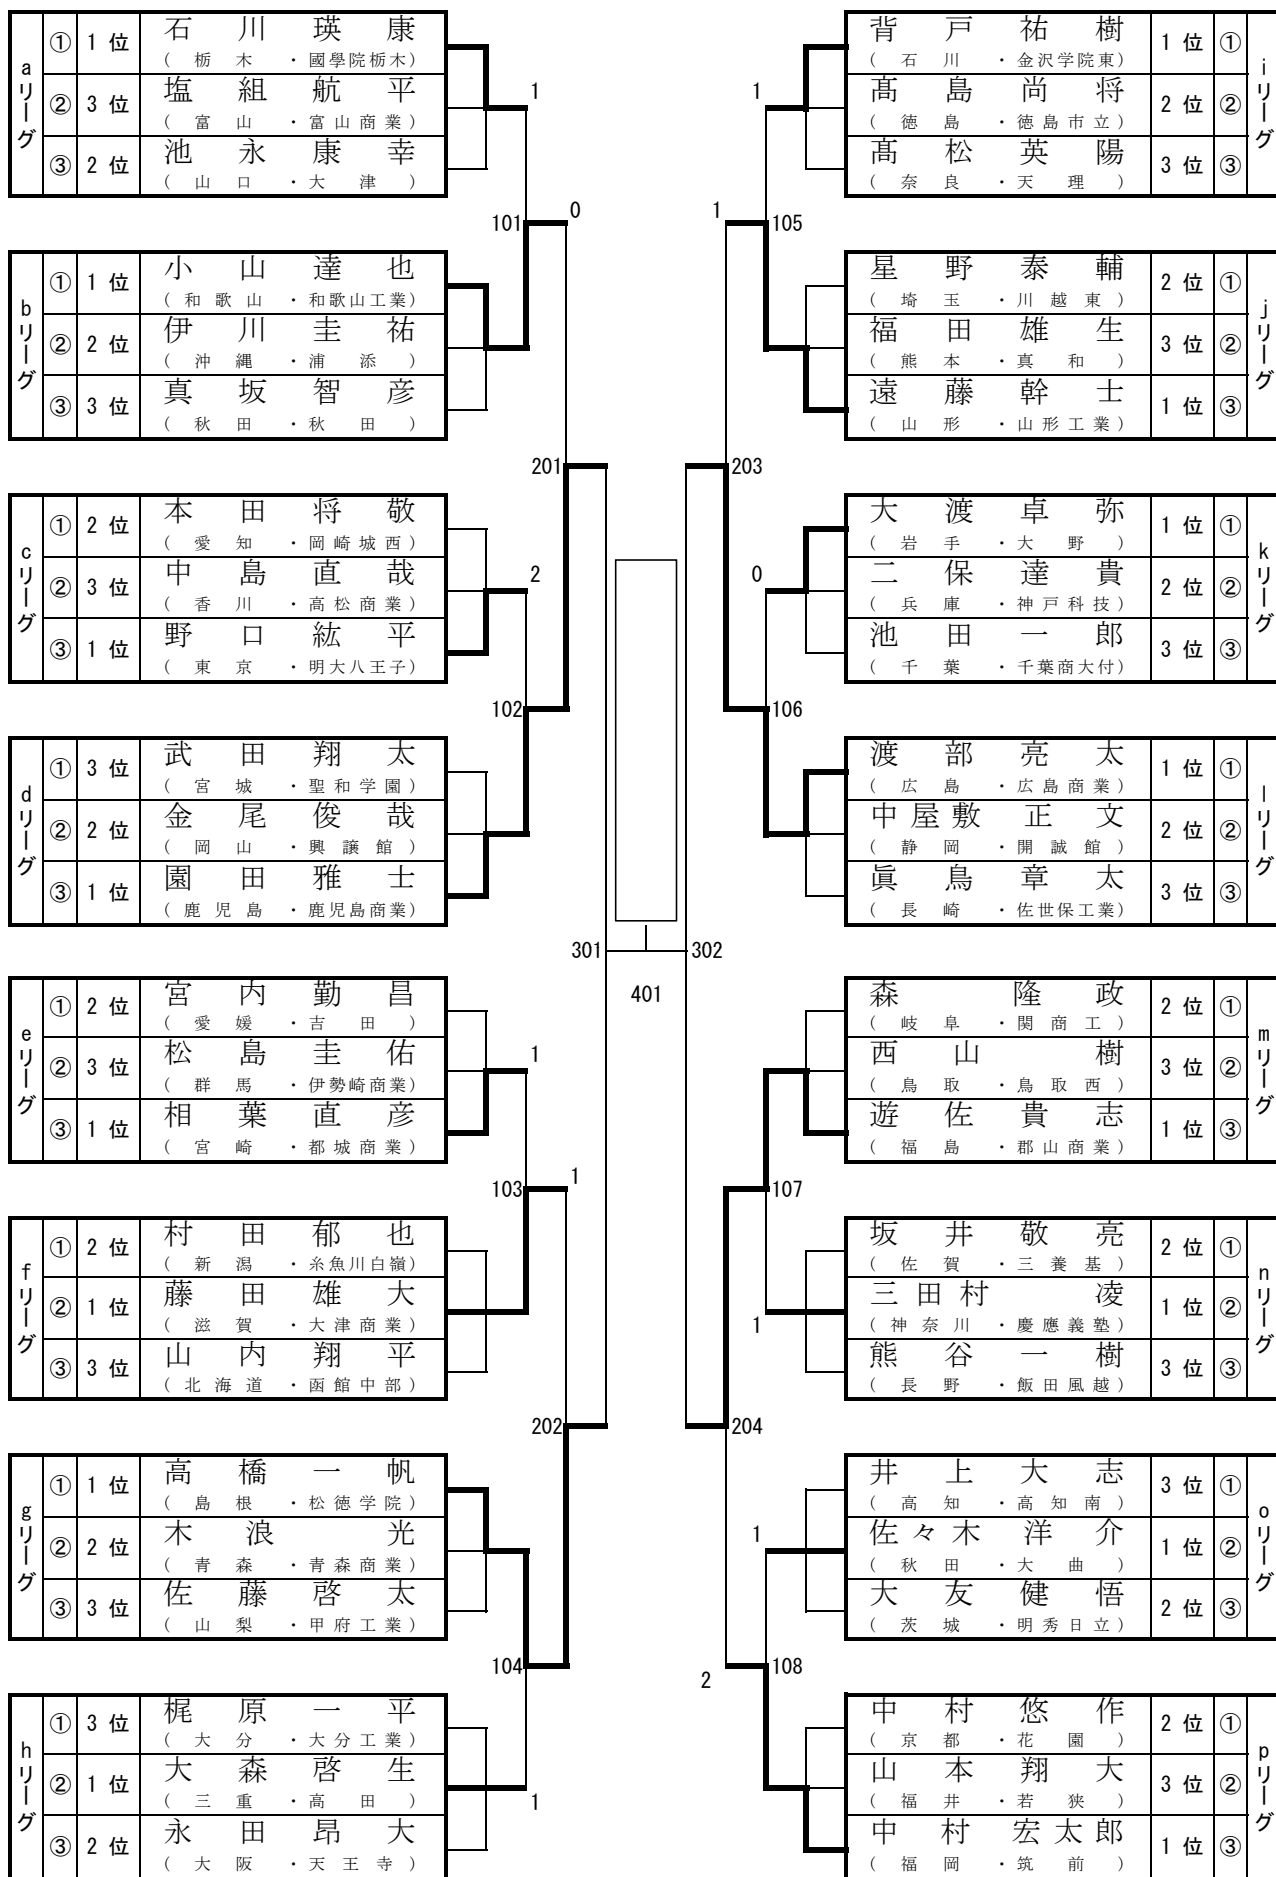 aリーグ
① 1位 石川瑛康
(栃木・國學院栃木)
② 3位 塩組航平
(富山・富山商業)
③ 2位 池永康幸
(山口・大津)
1
101
0
bリーグ
① 1位 小山達也
(和歌山・和歌山工業)
② 2位 伊川圭祐
(沖縄・浦添)
③ 3位 真坂智彦
(秋田・秋田)
201
cリーグ
① 2位 本田将敬
(愛知・岡崎城西)
② 3位 中島直哉
(香川・高松商業)
③ 1位 野口紘平
(東京・明大八王子)
2
102
dリーグ
① 3位 武田翔太
(宮城・聖和学園)
② 2位 金尾俊哉
(岡山・興譲館)
③ 1位 園田雅士
(鹿児島・鹿児島商業)
301
eリーグ
① 2位 宮内勤昌
(愛媛・吉田)
② 3位 松島圭佑
(群馬・伊勢崎商業)
③ 1位 相葉直彦
(宮崎・都城商業)
1
103
1
fリーグ
① 2位 村田郁也
(新潟・糸魚川白嶺)
② 1位 藤田雄大
(滋賀・大津商業)
③ 3位 山内翔平
(北海道・函館中部)
202
gリーグ
① 1位 高橋一帆
(島根・松徳学院)
② 2位 木浪光
(青森・青森商業)
③ 3位 佐藤啓太
(山梨・甲府工業)
104
hリーグ
① 3位 梶原一平
(大分・大分工業)
② 1位 大森啓生
(三重・高田)
③ 2位 永田昂大
(大阪・天王寺)
1
401
背戸祐樹 1位 ①
(石川・金沢学院東)
髙島尚将 2位 ②
(徳島・徳島市立)
髙松英陽 3位 ③
(奈良・天理)
iリーグ
1
1
105
星野泰輔 2位 ①
(埼玉・川越東)
福田雄生 3位 ②
(熊本・真和)
遠藤幹士 1位 ③
(山形・山形工業)
jリーグ
203
大渡卓弥 1位 ①
(岩手・大野)
二保達貴 2位 ②
(兵庫・神戸科技)
池田一郎 3位 ③
(千葉・千葉商大付)
kリーグ
0
106
渡部亮太 1位 ①
(広島・広島商業)
中屋敷正文 2位 ②
(静岡・開誠館)
眞鳥章太 3位 ③
(長崎・佐世保工業)
lリーグ
302
森隆政 2位 ①
(岐阜・関商工)
西山樹 3位 ②
(鳥取・鳥取西)
遊佐貴志 1位 ③
(福島・郡山商業)
mリーグ
107
坂井敬亮 2位 ①
(佐賀・三養基)
三田村凌 1位 ②
(神奈川・慶應義塾)
熊谷一樹 3位 ③
(長野・飯田風越)
nリーグ
1
204
井上大志 3位 ①
(高知・高知南)
佐々木洋介 1位 ②
(秋田・大曲)
大友健悟 2位 ③
(茨城・明秀日立)
oリーグ
1
2
108
中村悠作 2位 ①
(京都・花園)
山本翔大 3位 ②
(福井・若狭)
中村宏太郎 1位 ③
(福岡・筑前)
pリーグ